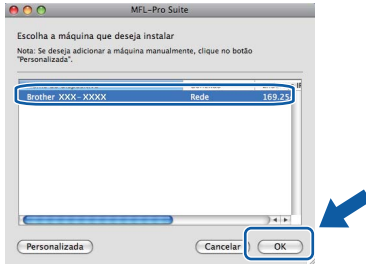 MFL-Pro Suite
Escolha a máquina que deseja instalar
Nota: Se deseja adicionar a máquina manualmente, clique no botão
"Personalizada".
Brother XXX-XXXX Rede 169.25
Personalizada Cancelar OK